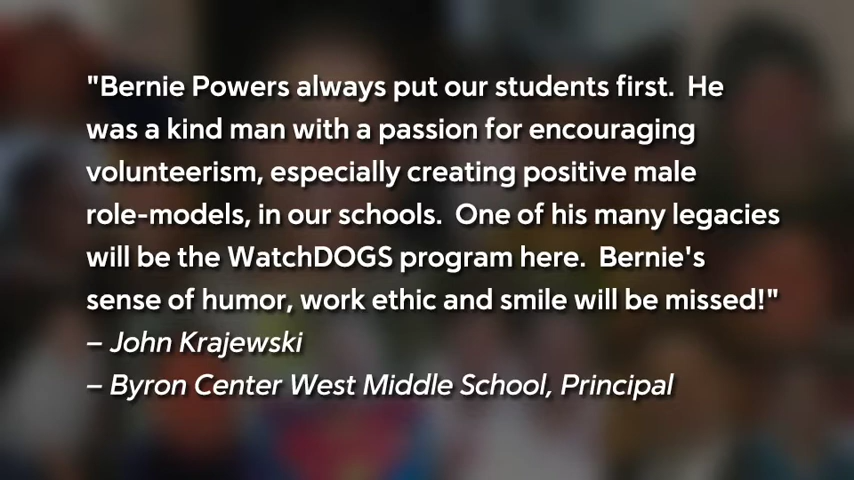 "Bernie Powers always put our students first.  He
was a kind man with a passion for encouraging
volunteerism, especially creating positive male
role-models, in our schools.  One of his many legacies
will be the WatchDOGS program here.  Bernie's
sense of humor, work ethic and smile will be missed!"
– John Krajewski
– Byron Center West Middle School, Principal